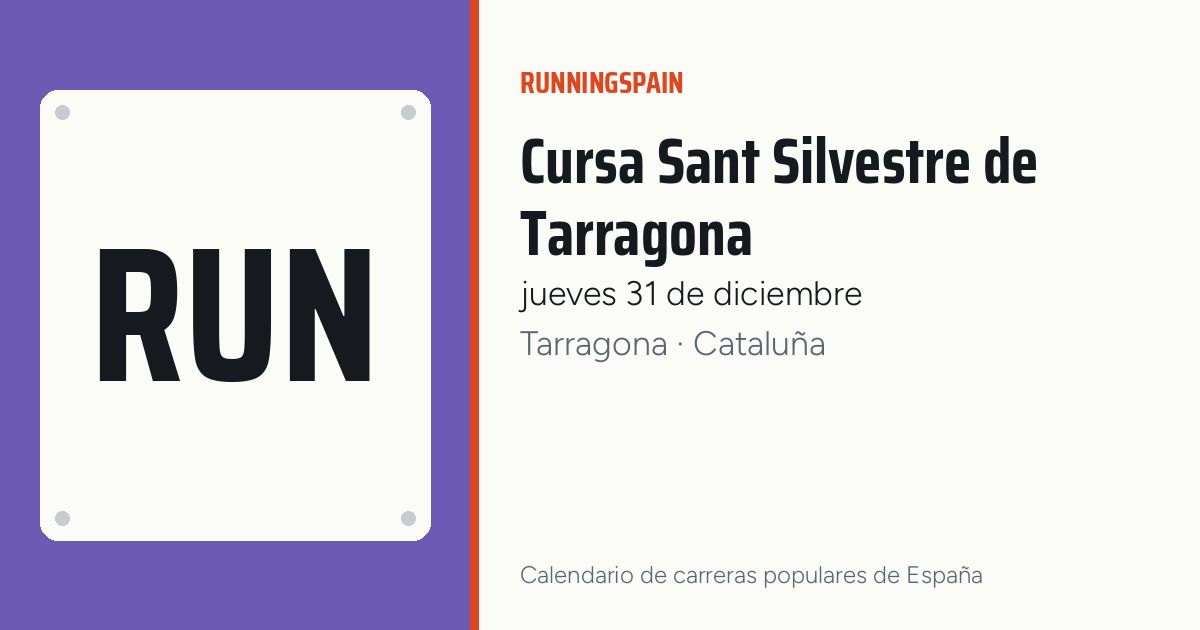 RUN
RUNNINGSPAIN
Cursa Sant Silvestre de
Tarragona
jueves 31 de diciembre
Tarragona · Cataluña
Calendario de carreras populares de España